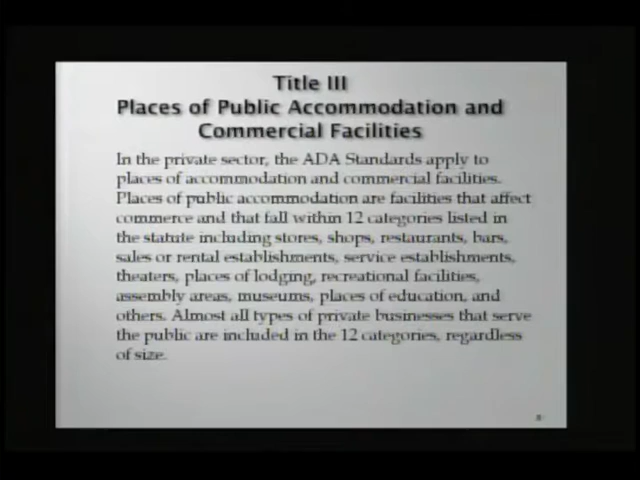 Title III
Places of Public Accommodation and
Commercial Facilities
In the private sector, the ADA Standards apply to
places of accommodation and commercial facilities.
Places of public accommodation are facilities that affect
commerce and that fall within 12 categories listed in
the statute including stores, shops, restaurants, bars,
sales or rental establishments, service establishments,
theaters, places of lodging, recreational facilities,
assembly areas, museums, places of education, and
others. Almost all types of private businesses that serve
the public are included in the 12 categories, regardless
of size.